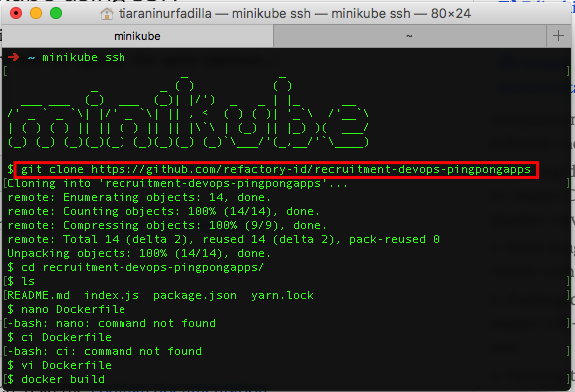 tiaraninurfadilla — minikube ssh — minikube ssh — 80×24
minikube
~
+
→ ~ minikube ssh
minikube
$ git clone https://github.com/refactory-id/recruitment-devops-pingpongapps
Cloning into 'recruitment-devops-pingpongapps'...
remote: Enumerating objects: 14, done.
remote: Counting objects: 100% (14/14), done.
remote: Compressing objects: 100% (9/9), done.
remote: Total 14 (delta 2), reused 14 (delta 2), pack-reused 0
Unpacking objects: 100% (14/14), done.
$ cd recruitment-devops-pingpongapps/
$ ls
README.md index.js package.json yarn.lock
$ nano Dockerfile
-bash: nano: command not found
$ ci Dockerfile
-bash: ci: command not found
$ vi Dockerfile
$ docker build